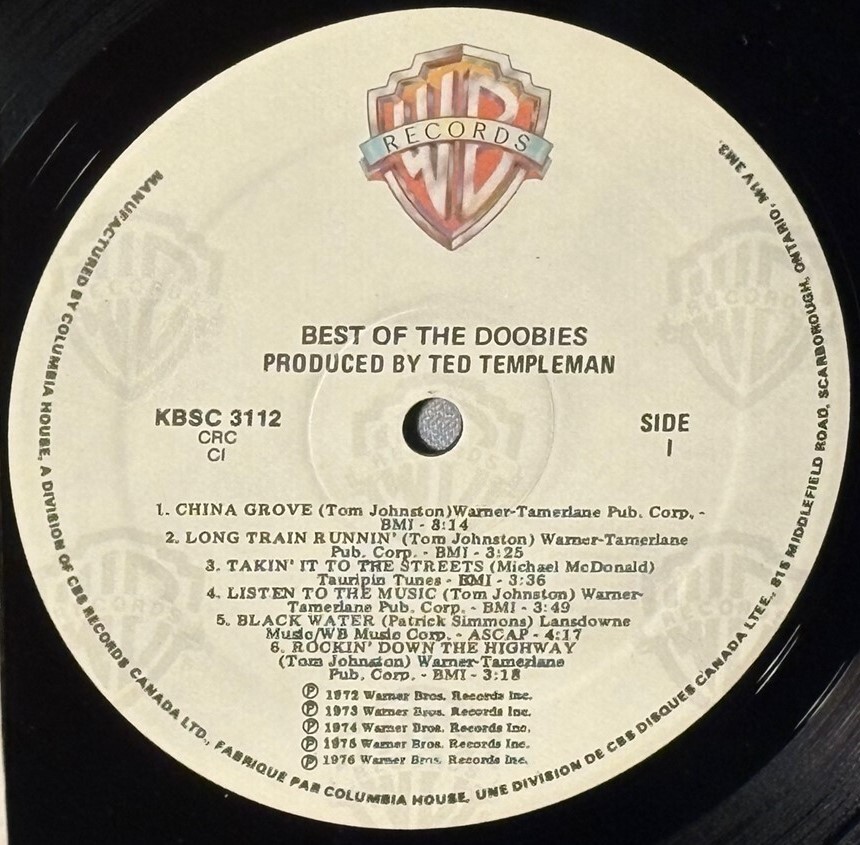 WB
RECORDS
BEST OF THE DOOBIES
PRODUCED BY TED TEMPLEMAN
KBSC 3112
CRC
CI
SIDE
I
1. CHINA GROVE (Tom Johnston)Warner-Tamerlane Pub. Corp. -
BMI - 3:14
2. LONG TRAIN RUNNIN' (Tom Johnston) Warner-Tamerlane
Pub. Corp. - BMI - 3:25
3. TAKIN' IT TO THE STREETS (Michael McDonald)
Tauripin Tunes - BMI - 3:36
4. LISTEN TO THE MUSIC (Tom Johnston) Warner-
Tamerlane Pub. Corp. - BMI - 3:49
5. BLACK WATER (Patrick Simmons) Lansdowne
Music/WB Music Corp. - ASCAP - 4:17
6. ROCKIN' DOWN THE HIGHWAY
(Tom Johnston) Warner-Tamerlane
Pub. Corp. - BMI - 3:18
Ⓟ 1972 Warner Bros. Records Inc.
Ⓟ 1973 Warner Bros. Records Inc.
Ⓟ 1974 Warner Bros. Records Inc.
Ⓟ 1975 Warner Bros. Records Inc.
Ⓟ 1976 Warner Bros. Records Inc.
MANUFACTURED BY COLUMBIA HOUSE, A DIVISION OF CBS RECORDS CANADA LTD., FABRIQUÉ PAR COLUMBIA HOUSE, UNE DIVISION DE CBS DISQUES CANADA LTEE., 815 MIDDLEFIELD ROAD, SCARBOROUGH, ONTARIO, M1V 3M3.